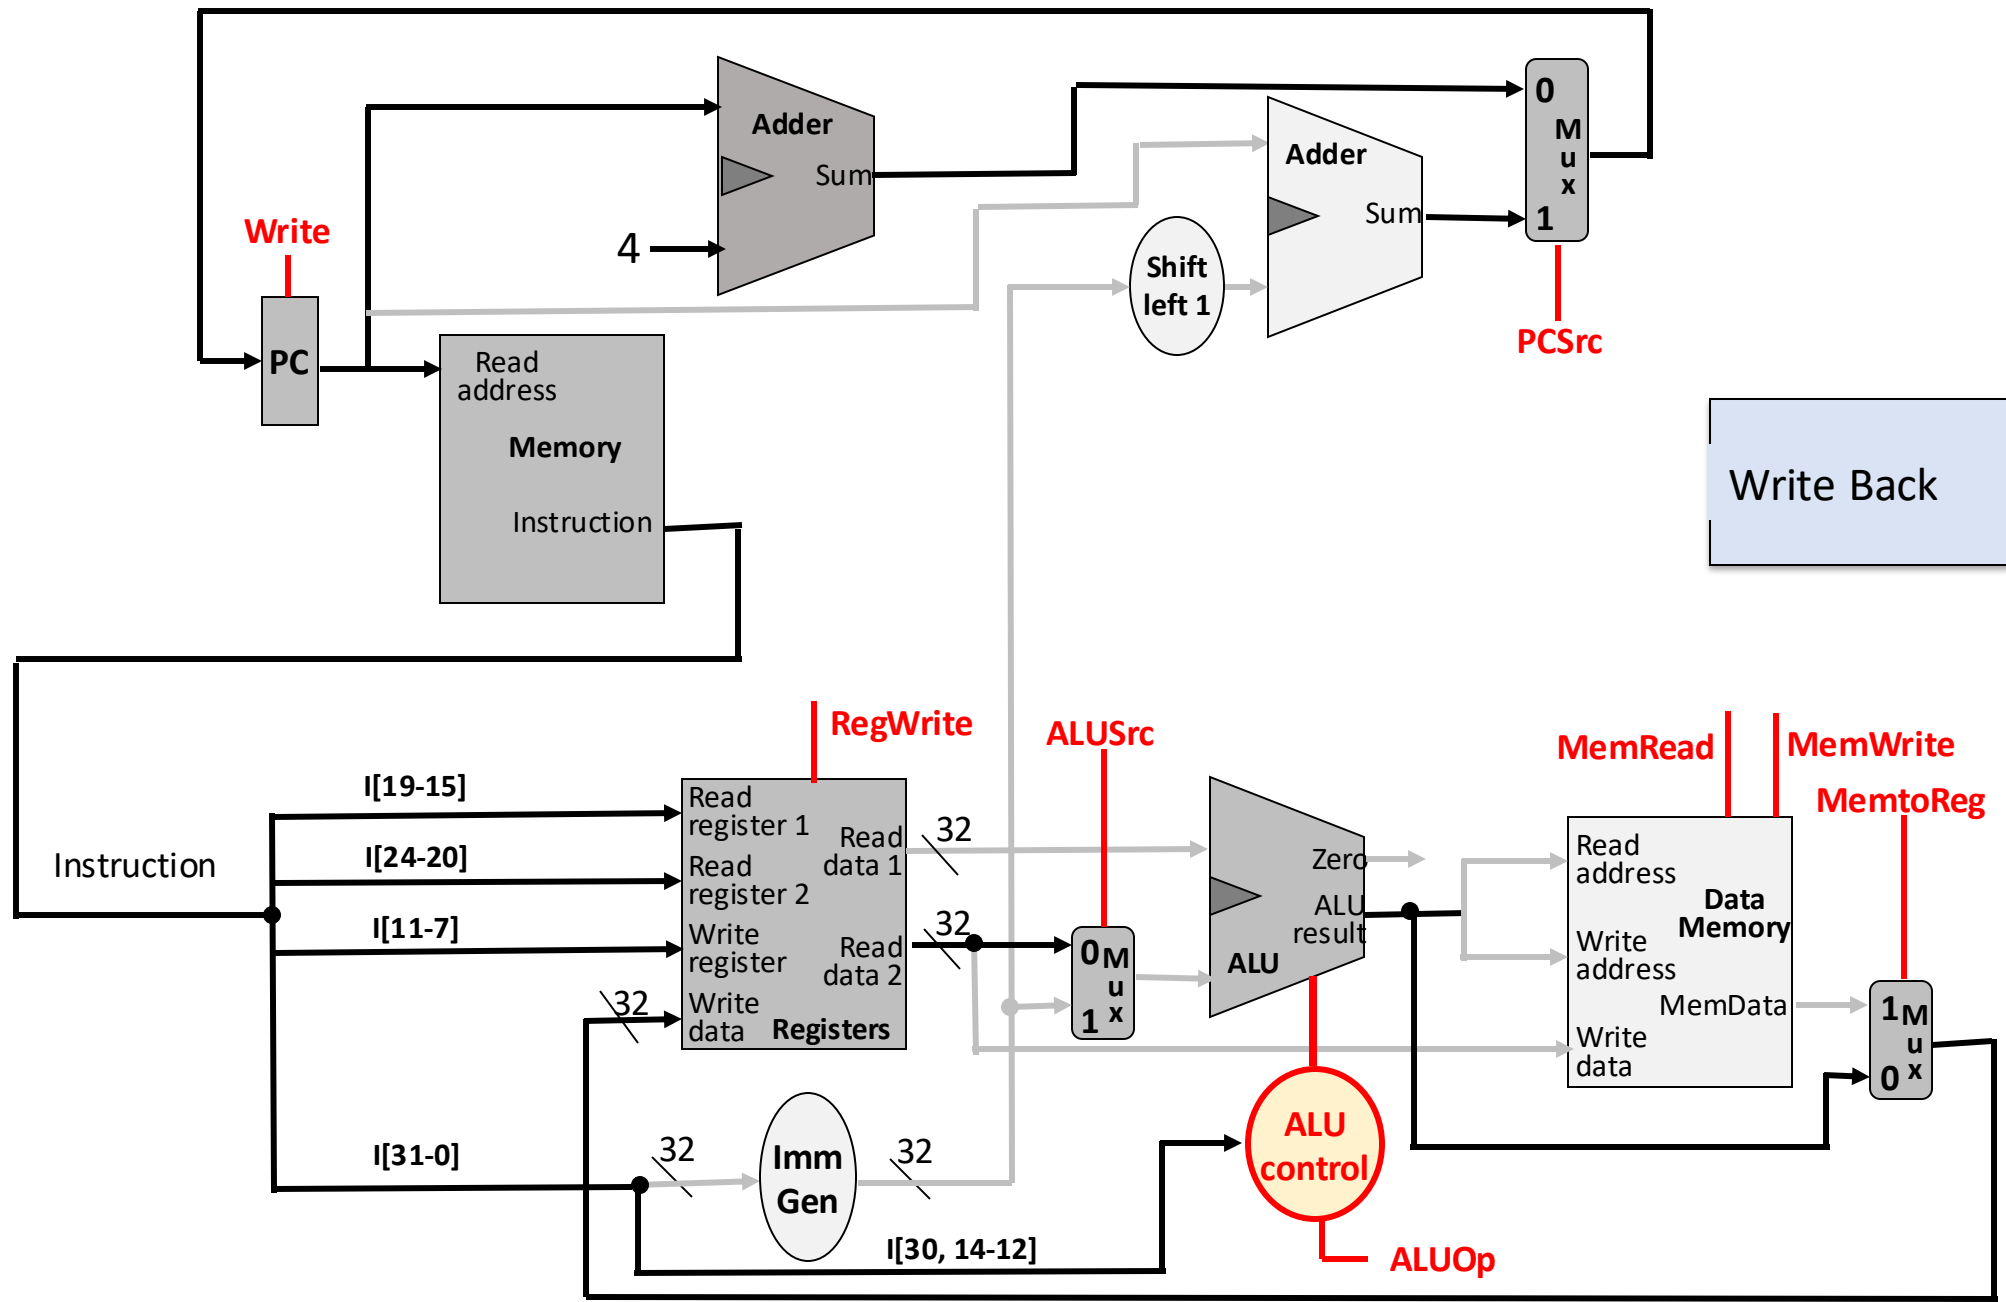 0
M
u
x
1
PCSrc
Adder
Sum
Adder
Sum
4
Shift
left 1
Write
PC
Read
address
Memory
Instruction
Write Back
RegWrite
ALUSrc
MemRead
MemWrite
MemtoReg
Instruction
I[19-15]
I[24-20]
I[11-7]
I[31-0]
Read
register 1
Read
register 2
Write
register
Write
data
Read
data 1
Read
data 2
Registers
32
32
32
0
M
u
x
1
Zero
ALU
result
ALU
Read
address
Data
Memory
Write
address
MemData
Write
data
1
M
u
x
0
32
Imm
Gen
32
ALU
control
I[30, 14-12]
ALUOp